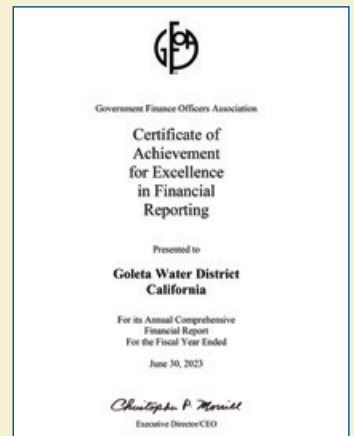 GFOA
Government Finance Officers Association
Certificate of
Achievement
for Excellence
in Financial
Reporting
Presented to
Goleta Water District
California
For its Annual Comprehensive
Financial Report
For the Fiscal Year Ended
June 30, 2023
Christopher P. Morrill
Executive Director/CEO